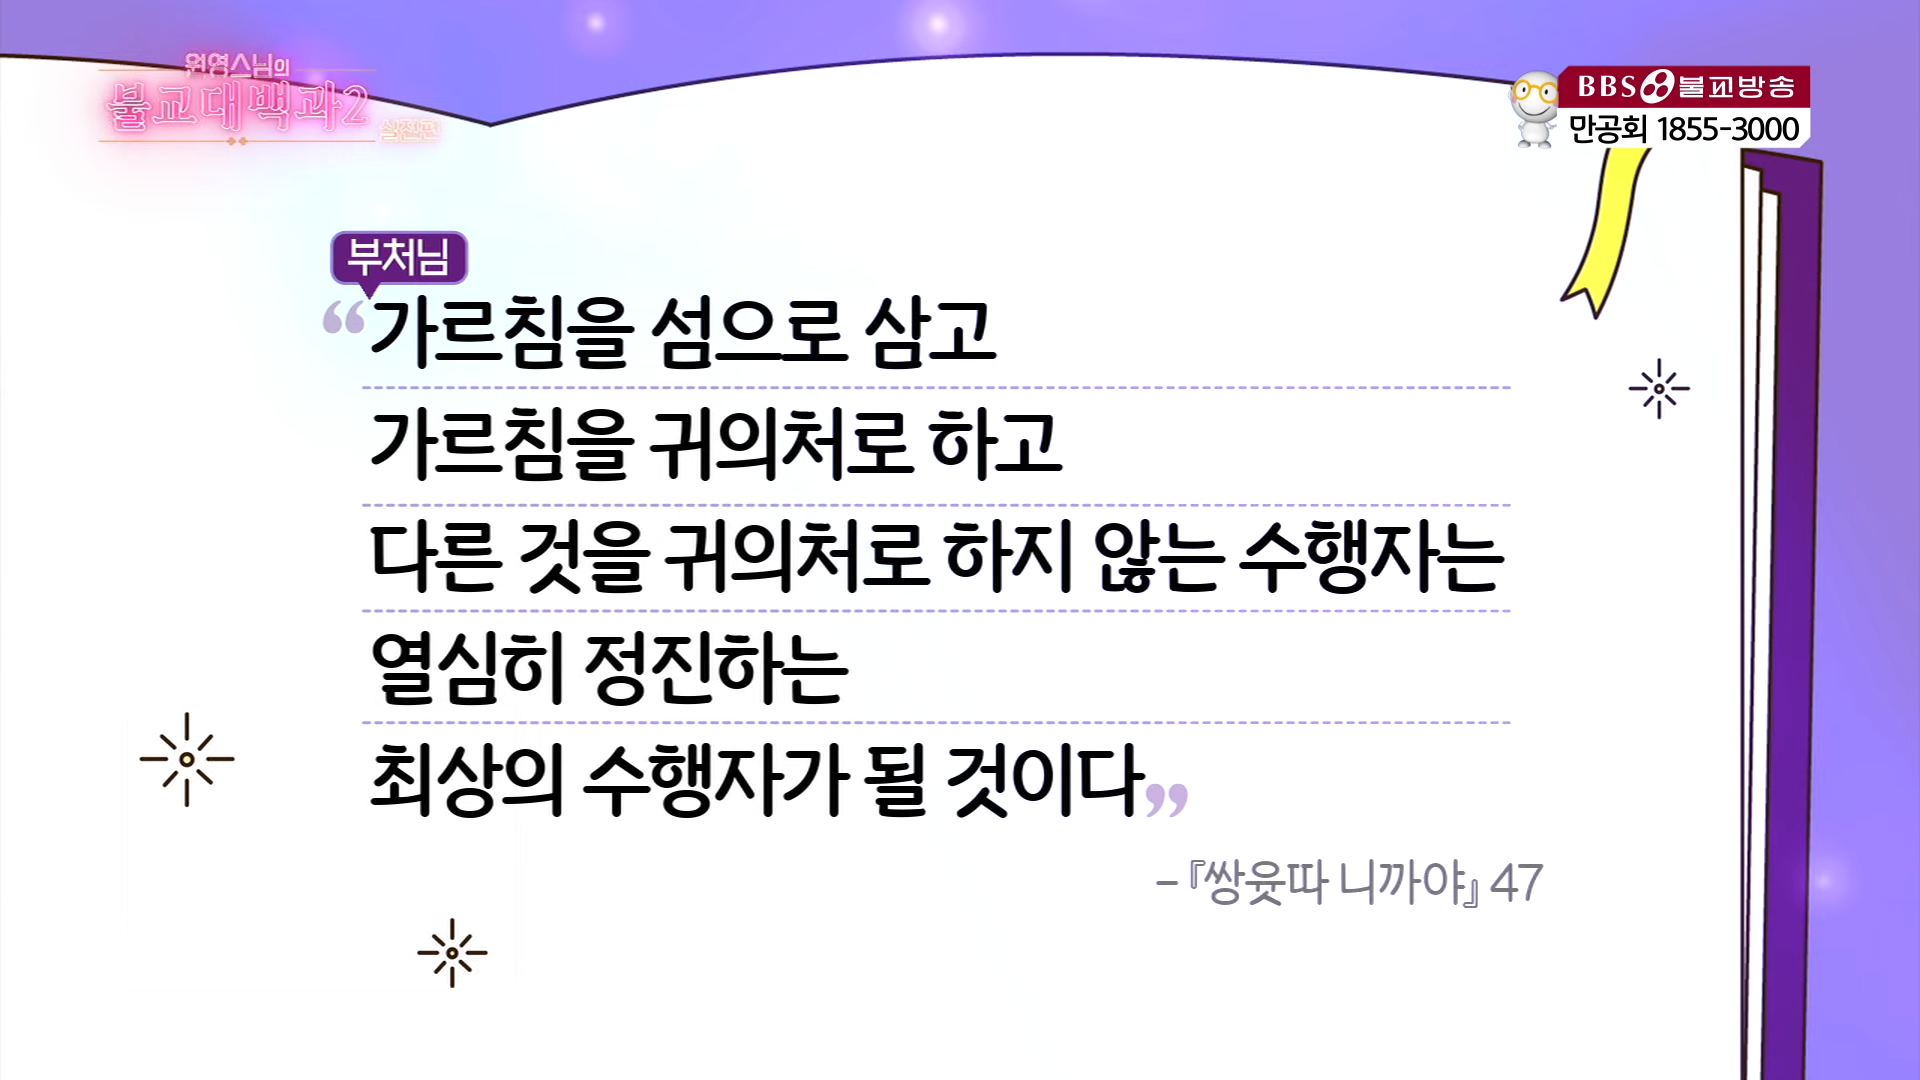 원영스님의
불교대백과2
실전편
BBS 불교방송
만공회 1855-3000
부처님
“가르침을 섬으로 삼고
가르침을 귀의처로 하고
다른 것을 귀의처로 하지 않는 수행자는
열심히 정진하는
최상의 수행자가 될 것이다”
-『쌍윳따 니까야』 47